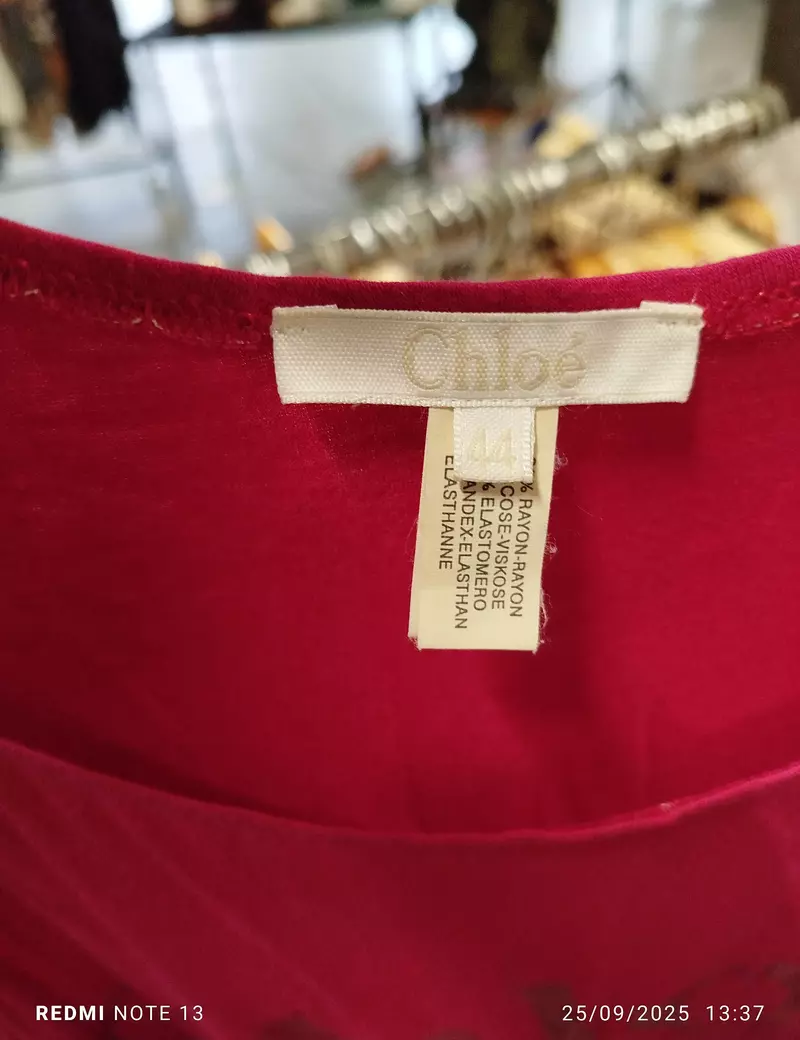 Chloé
44
% RAYON-RAYON
COSE-VISKOSE
% ELASTOMERO
ANDEX-ELASTHAN
ELASTHANNE
REDMI NOTE 13
25/09/2025 13:37